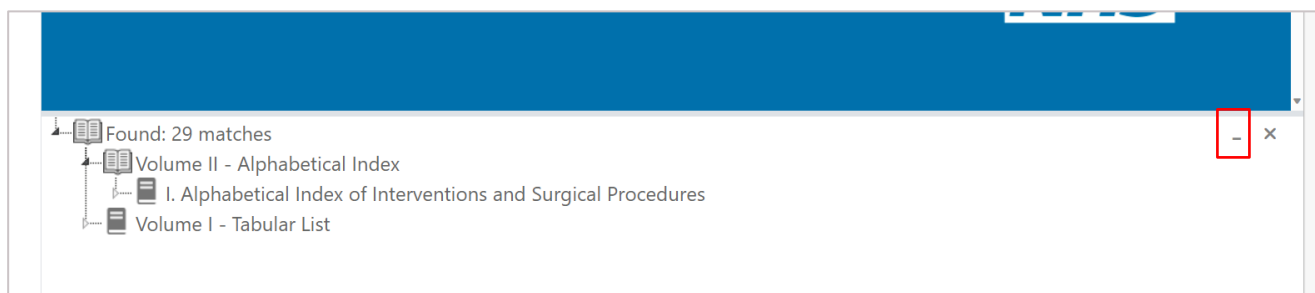 Found: 29 matches
Volume II - Alphabetical Index
I. Alphabetical Index of Interventions and Surgical Procedures
Volume I - Tabular List